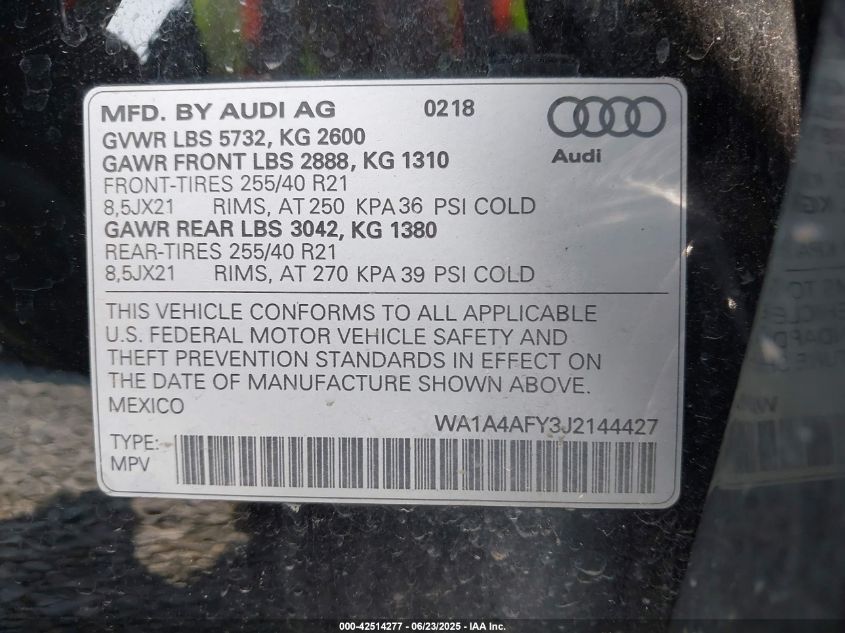 MFD. BY AUDI AG 0218
GVWR LBS 5732, KG 2600
GAWR FRONT LBS 2888, KG 1310
Audi
FRONT-TIRES 255/40 R21
8,5JX21 RIMS, AT 250 KPA 36 PSI COLD
GAWR REAR LBS 3042, KG 1380
REAR-TIRES 255/40 R21
8,5JX21 RIMS, AT 270 KPA 39 PSI COLD
THIS VEHICLE CONFORMS TO ALL APPLICABLE
U.S. FEDERAL MOTOR VEHICLE SAFETY AND
THEFT PREVENTION STANDARDS IN EFFECT ON
THE DATE OF MANUFACTURE SHOWN ABOVE.
MEXICO
WA1A4AFY3J2144427
TYPE:
MPV
000-42514277 - 06/23/2025 - IAA Inc.